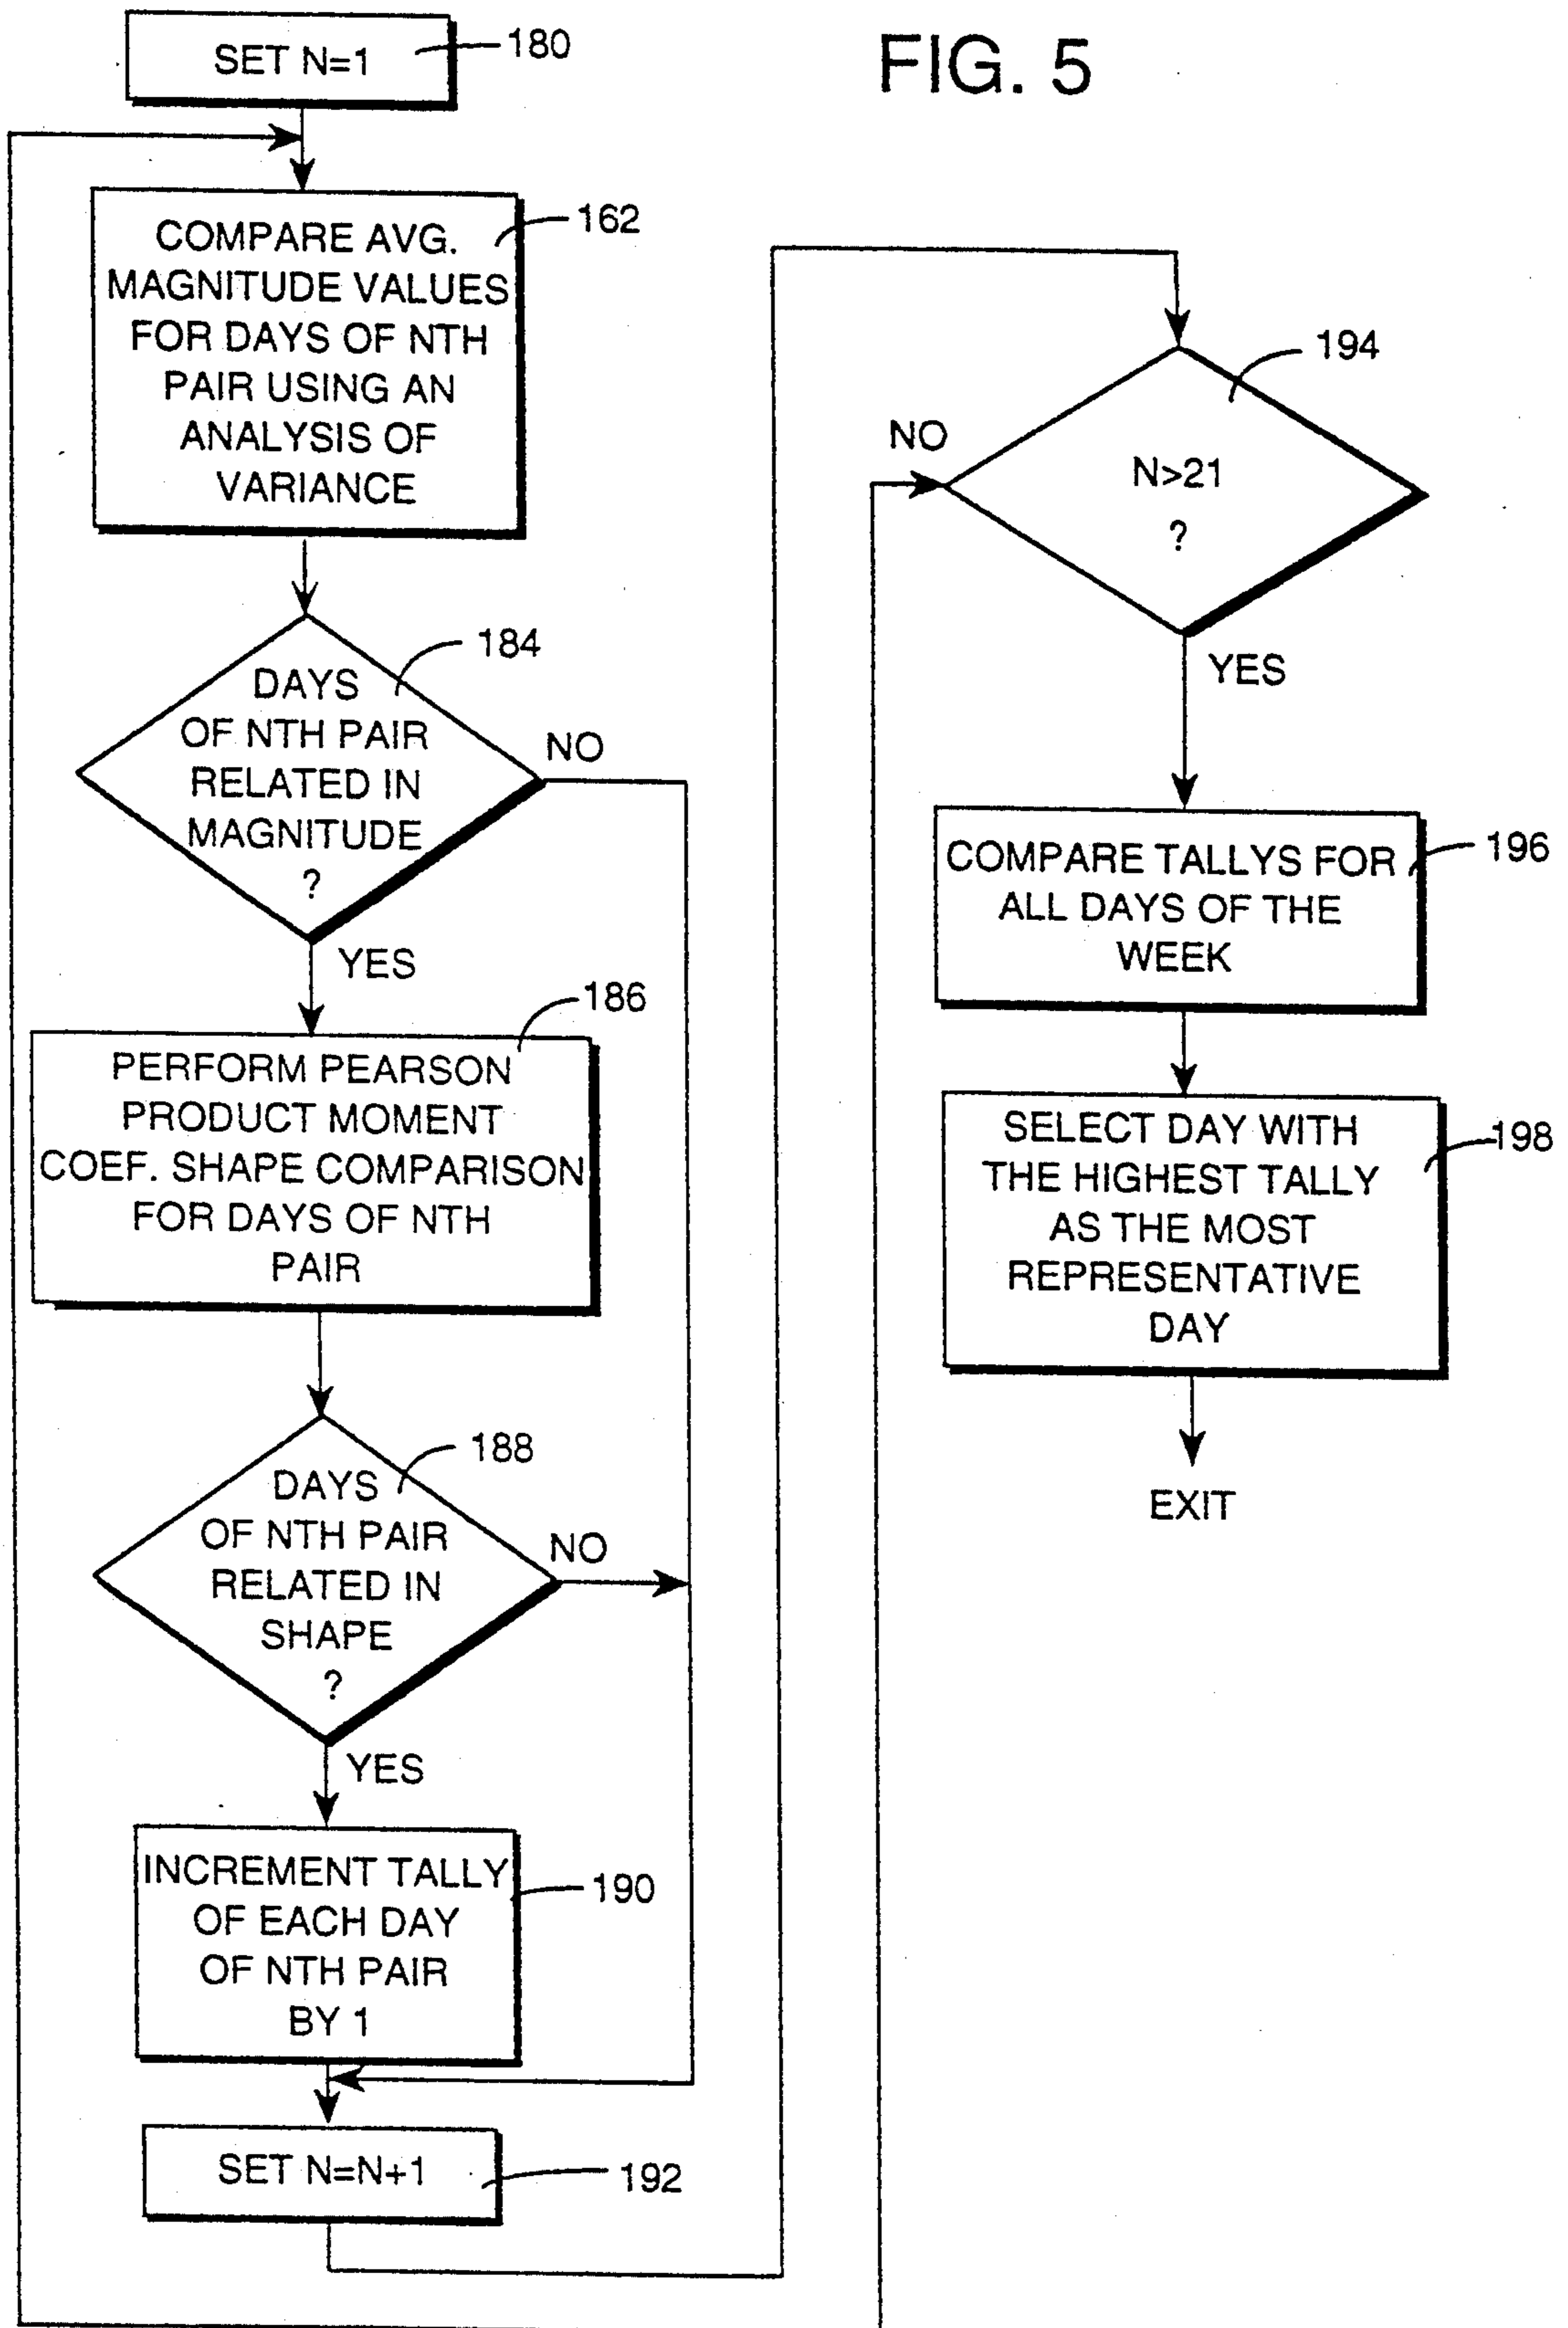 FIG. 5
SET N=1
180
COMPARE AVG.
MAGNITUDE VALUES
FOR DAYS OF NTH
PAIR USING AN
ANALYSIS OF
VARIANCE
162
DAYS
OF NTH PAIR
RELATED IN
MAGNITUDE
?
184
NO
YES
PERFORM PEARSON
PRODUCT MOMENT
COEF. SHAPE COMPARISON
FOR DAYS OF NTH
PAIR
186
DAYS
OF NTH PAIR
RELATED IN
SHAPE
?
188
NO
YES
INCREMENT TALLY
OF EACH DAY
OF NTH PAIR
BY 1
190
SET N=N+1
192
N>21
?
194
NO
YES
COMPARE TALLYS FOR
ALL DAYS OF THE
WEEK
196
SELECT DAY WITH
THE HIGHEST TALLY
AS THE MOST
REPRESENTATIVE
DAY
198
EXIT